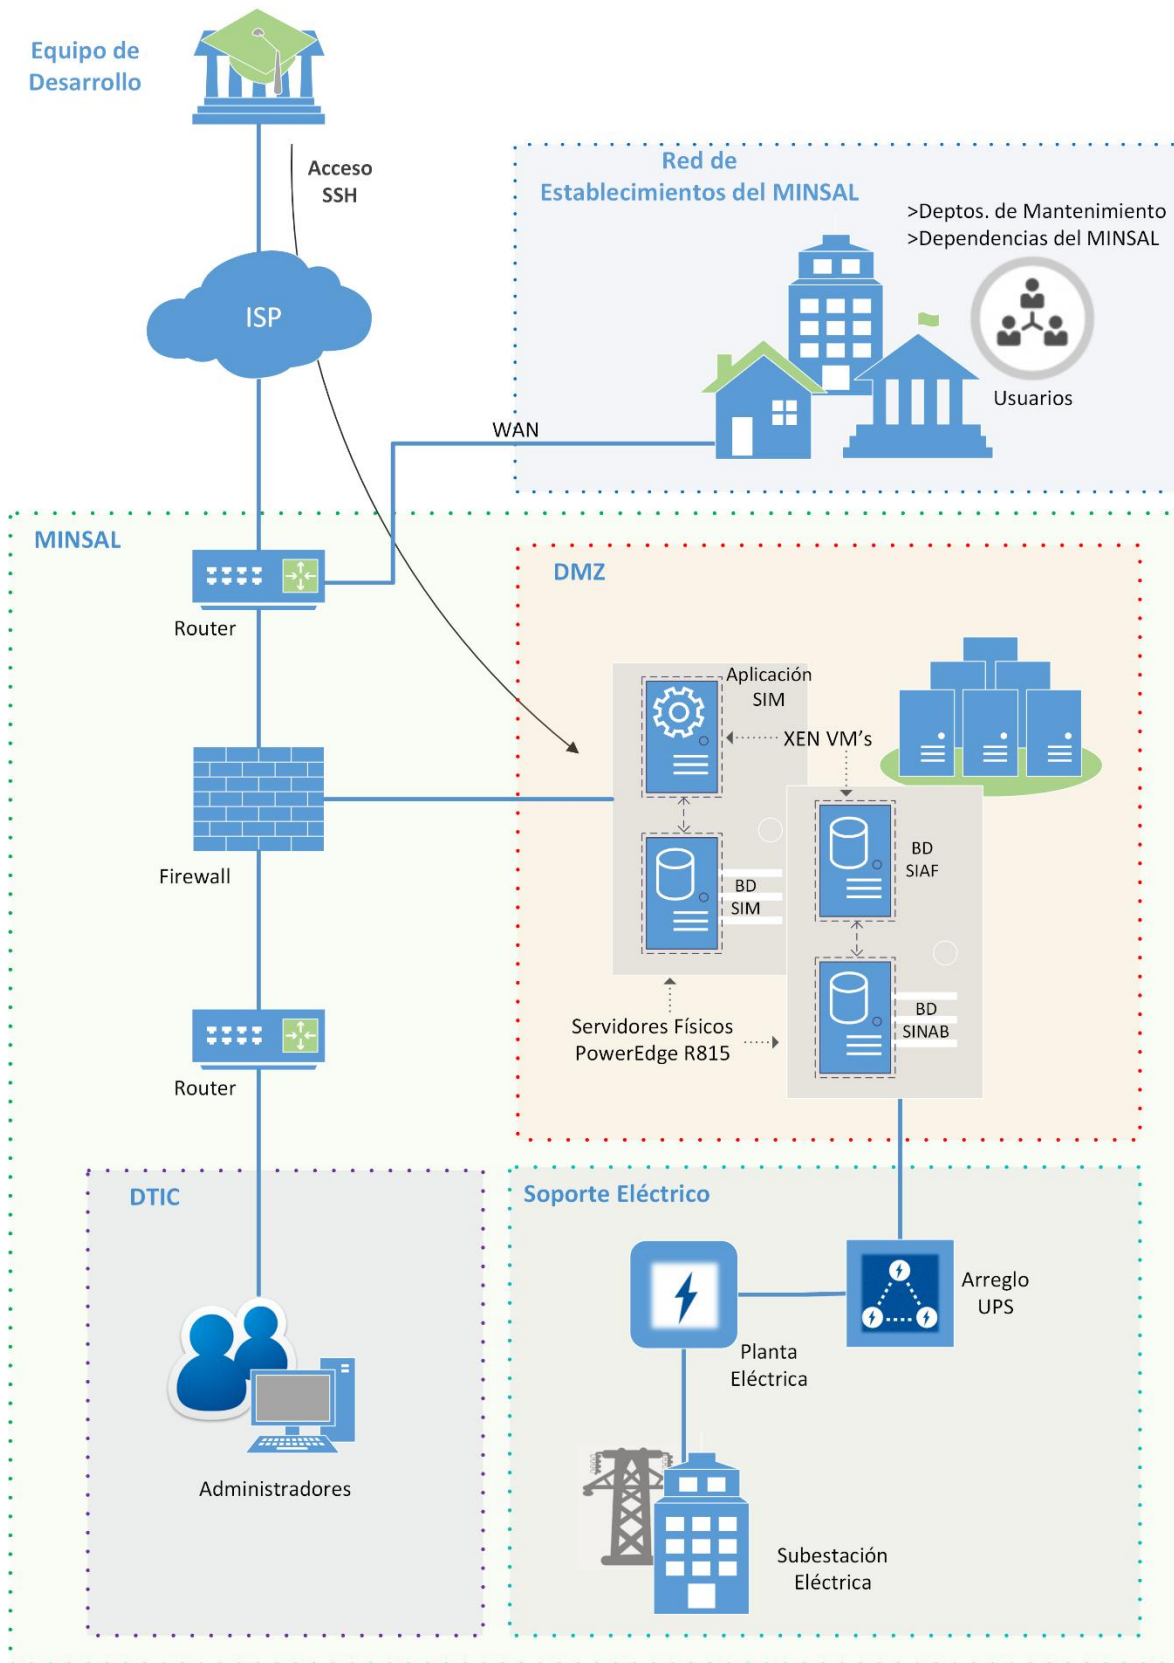 Equipo de
Desarrollo
Acceso
SSH
ISP
Red de
Establecimientos del MINSAL
>Deptos. de Mantenimiento
>Dependencias del MINSAL
Usuarios
WAN
MINSAL
Router
DMZ
Aplicación
SIM
XEN VM's
BD
SIM
BD
SIAF
Firewall
Servidores Físicos
PowerEdge R815
BD
SINAB
Router
DTIC
Administradores
Soporte Eléctrico
Arreglo
UPS
Planta
Eléctrica
Subestación
Eléctrica